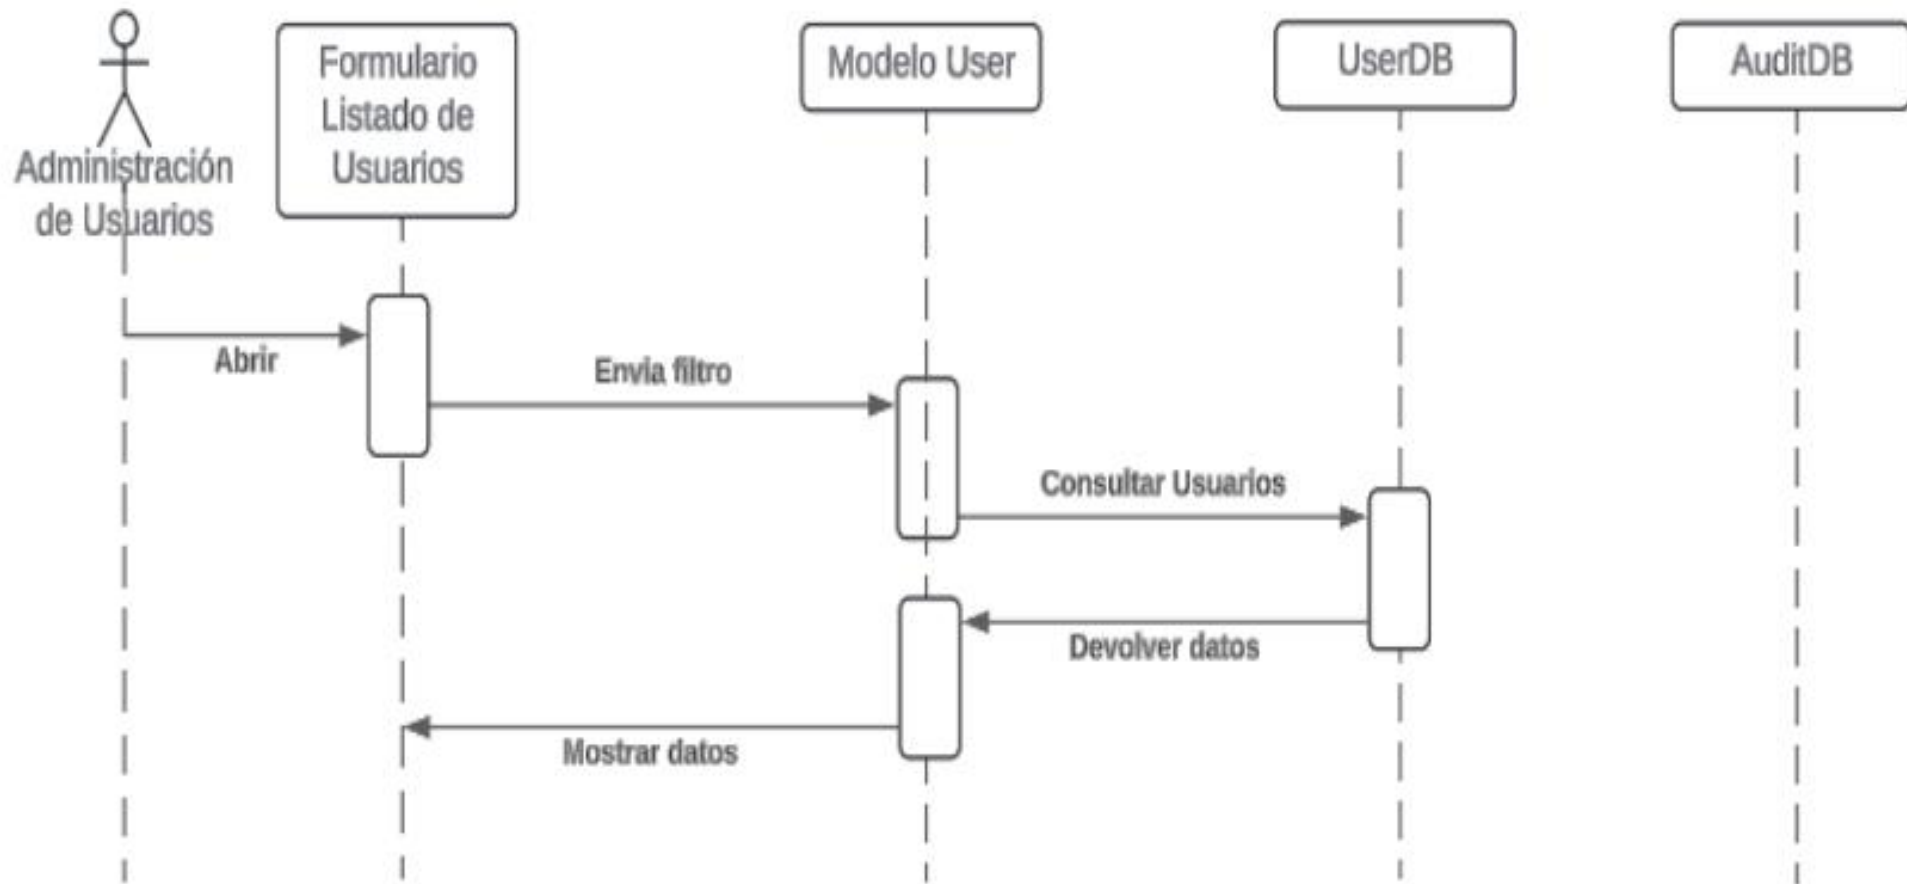 Administración
de Usuarios
Formulario
Listado de
Usuarios
Modelo User
UserDB
AuditDB
Abrir
Envia filtro
Consultar Usuarios
Devolver datos
Mostrar datos